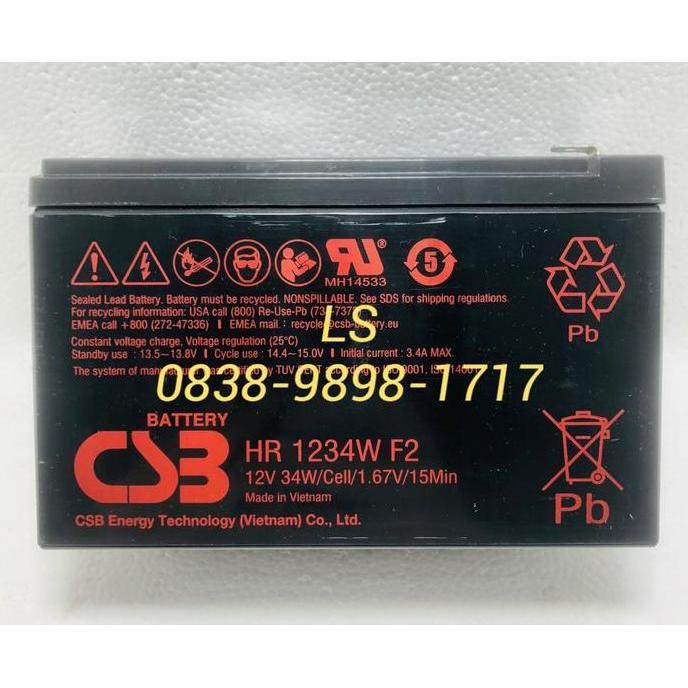 MH14533
5
Sealed Lead Battery. Battery must be recycled. NONSPILLABLE. See SDS for shipping regulations.
For recycling information: USA call (800) Re-Use-Pb
EMEA call +800 (272-47336) | EMEA mail :
LS
Constant voltage charge, Voltage regulation (25°C)
Standby use : 13.5~13.8V | Cycle use : 14.4~15.0V | Initial current : 3.4A MAX.
0838-9898-1717
The system of
Pb
BATTERY
CSB
HR 1234W F2
12V 34W/Cell/1.67V/15Min
Made in Vietnam
CSB Energy Technology (Vietnam) Co., Ltd.
Pb